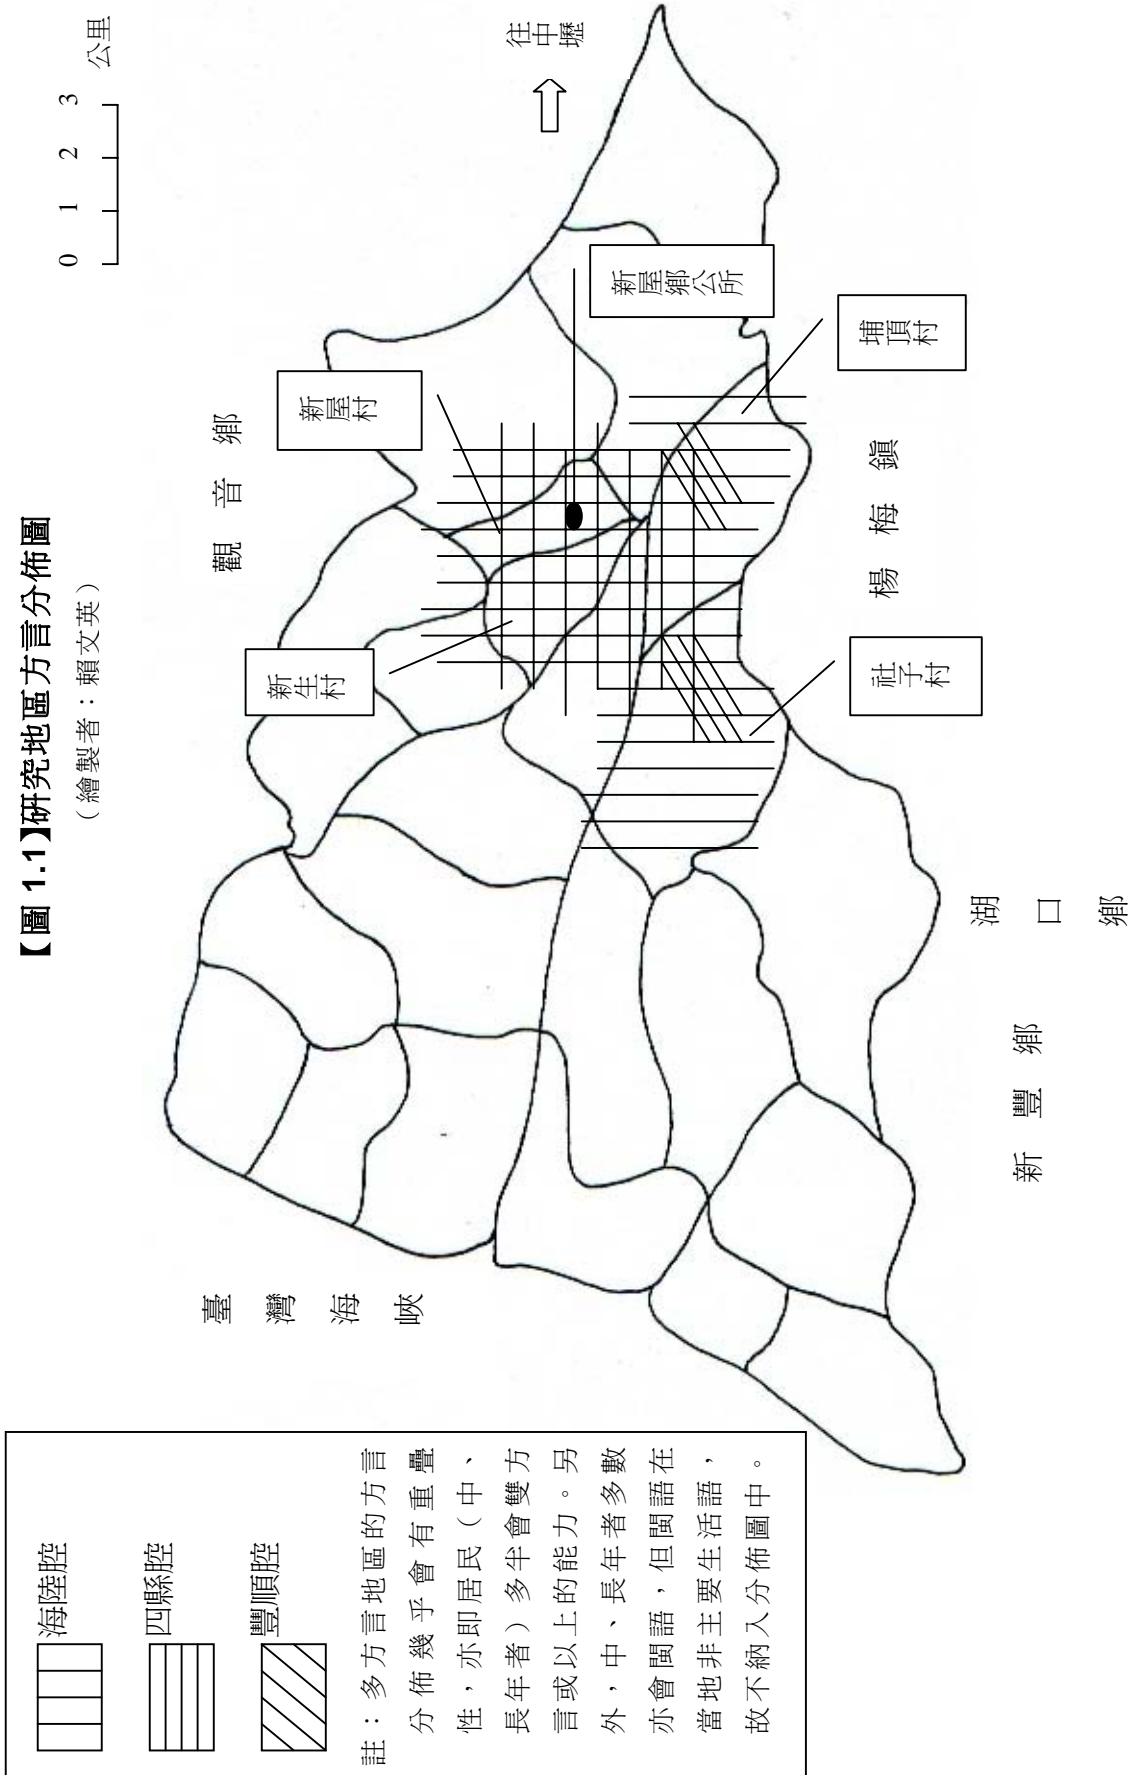 【圖 1.1】研究地區方言分佈圖
（繪製者：賴文英）
0 1 2 3 公里
往中壢
觀音鄉
臺灣海峽
新屋村
新生村
新屋鄉公所
埔頂村
社子村
楊梅鎮
湖口鄉
新豐鄉
海陸腔
四縣腔
豐順腔
註：多方言地區的方言
分佈幾乎會有重疊
性，亦即居民（中、
長年者）多半會雙方
言或以上的能力。另
外，中、長年者多數
亦會閩語，但閩語在
當地非主要生活語，
故不納入分佈圖中。